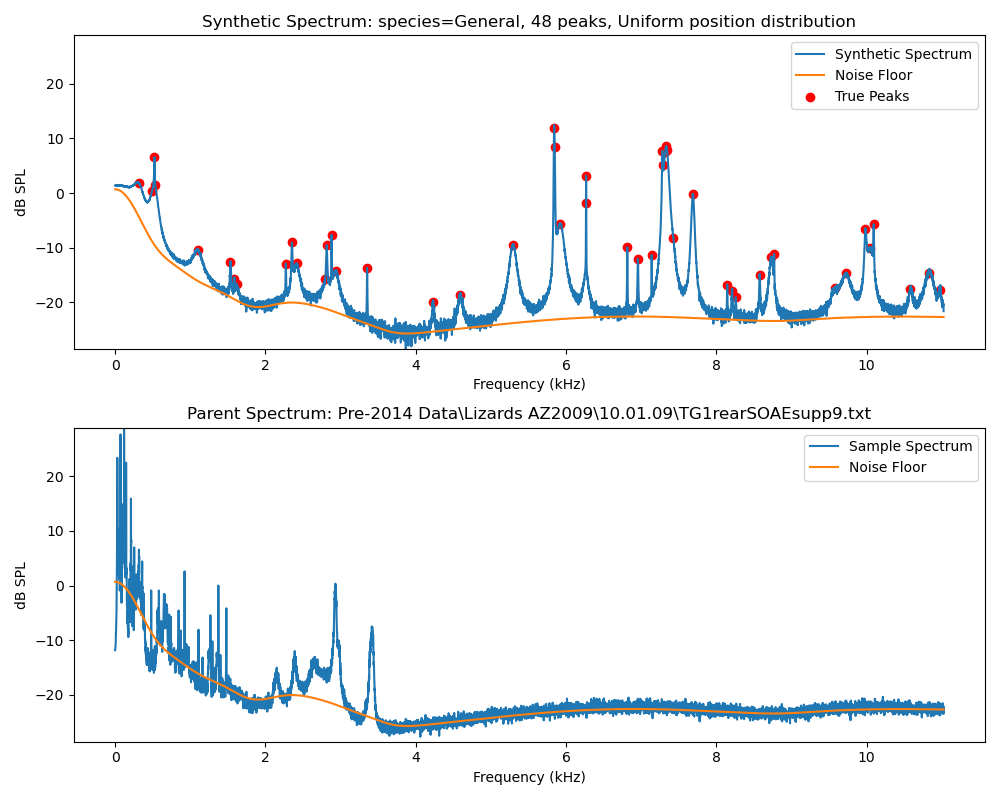 Synthetic Spectrum: species=General, 48 peaks, Uniform position distribution
dB SPL
20
10
0
−10
−20
Synthetic Spectrum
Noise Floor
True Peaks
0 2 4 6 8 10
Frequency (kHz)
Parent Spectrum: Pre-2014 Data\Lizards AZ2009\10.01.09\TG1rearSOAEsupp9.txt
dB SPL
20
10
0
−10
−20
Sample Spectrum
Noise Floor
0 2 4 6 8 10
Frequency (kHz)